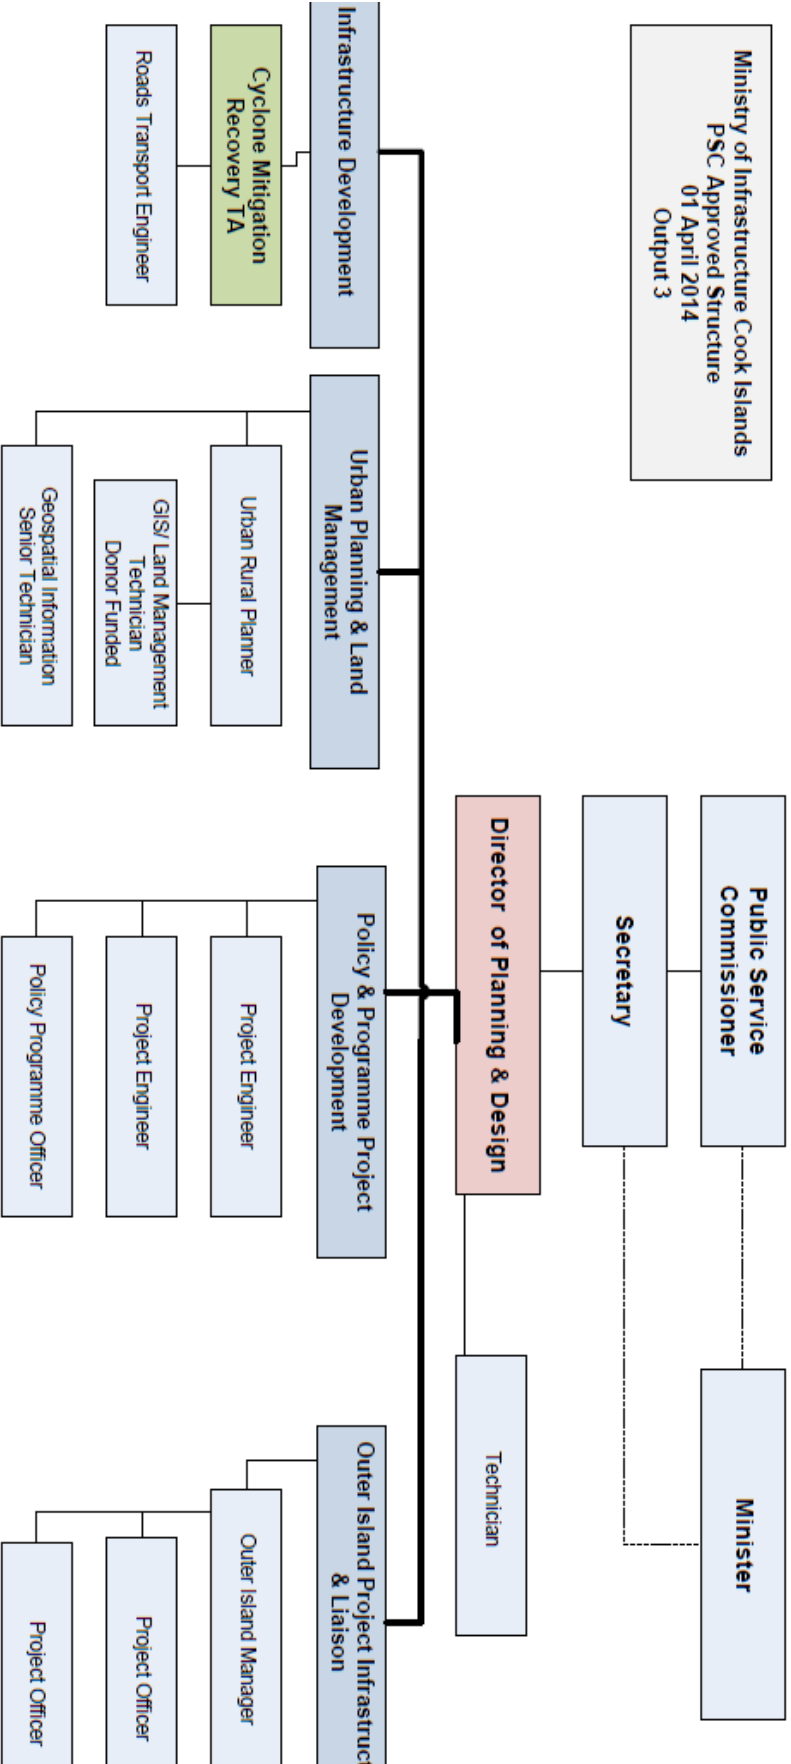 Ministry of Infrastructure Cook Islands
PSC Approved Structure
01 April 2014
Output 3
Public Service
Commissioner
Minister
Secretary
Director of Planning & Design
Technician
Infrastructure Development
Cyclone Mitigation
Recovery TA
Roads Transport Engineer
Urban Planning & Land
Management
Urban Rural Planner
GIS/ Land Management
Technician
Donor Funded
Geospatial Information
Senior Technician
Policy & Programme Project
Development
Project Engineer
Project Engineer
Policy Programme Officer
Outer Island Project Infrastruct
& Liaison
Outer Island Manager
Project Officer
Project Officer